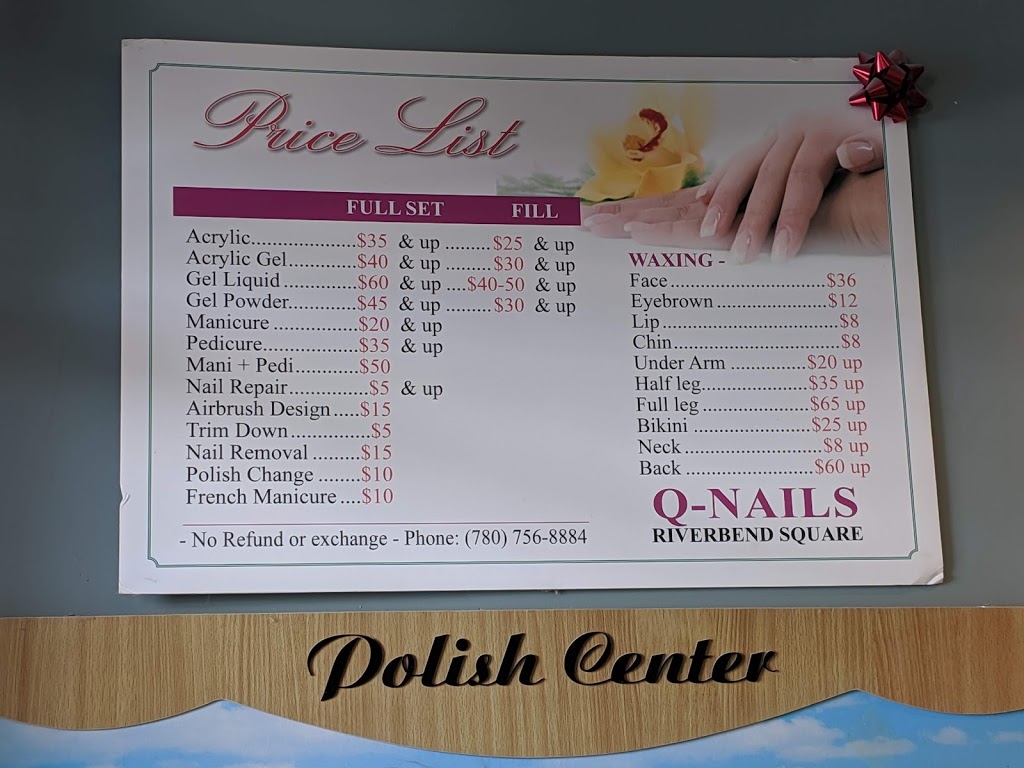 Price List
FULL SET FILL
Acrylic....................$35 & up .........$25 & up
Acrylic Gel.............$40 & up .........$30 & up
Gel Liquid ..............$60 & up ....$40-50 & up
Gel Powder.............$45 & up .........$30 & up
Manicure ................$20 & up
Pedicure..................$35 & up
Mani + Pedi............$50
Nail Repair...............$5 & up
Airbrush Design.....$15
Trim Down...............$5
Nail Removal .........$15
Polish Change ........$10
French Manicure ....$10
- No Refund or exchange - Phone: (780) 756-8884
WAXING -
Face...................................$36
Eyebrown..........................$12
Lip......................................$8
Chin....................................$8
Under Arm .................$20 up
Half leg.......................$35 up
Full leg .......................$65 up
Bikini .........................$25 up
Neck.............................$8 up
Back ...........................$60 up
Q-NAILS
RIVERBEND SQUARE
Polish Center